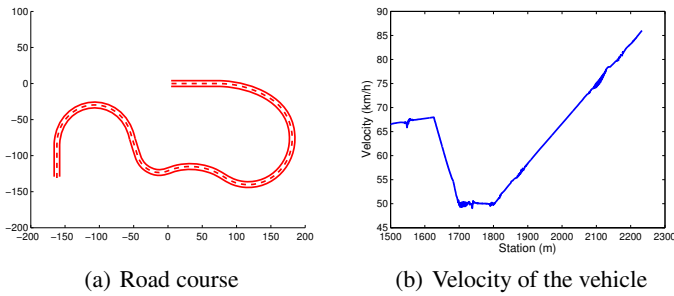 100
50
0
−50
−100
−150
−200
−200 −150 −100 −50 0 50 100 150 200
(a) Road course
90
85
80
75
70
65
60
55
50
45
Velocity (km/h)
1500 1600 1700 1800 1900 2000 2100 2200 2300
Station (m)
(b) Velocity of the vehicle